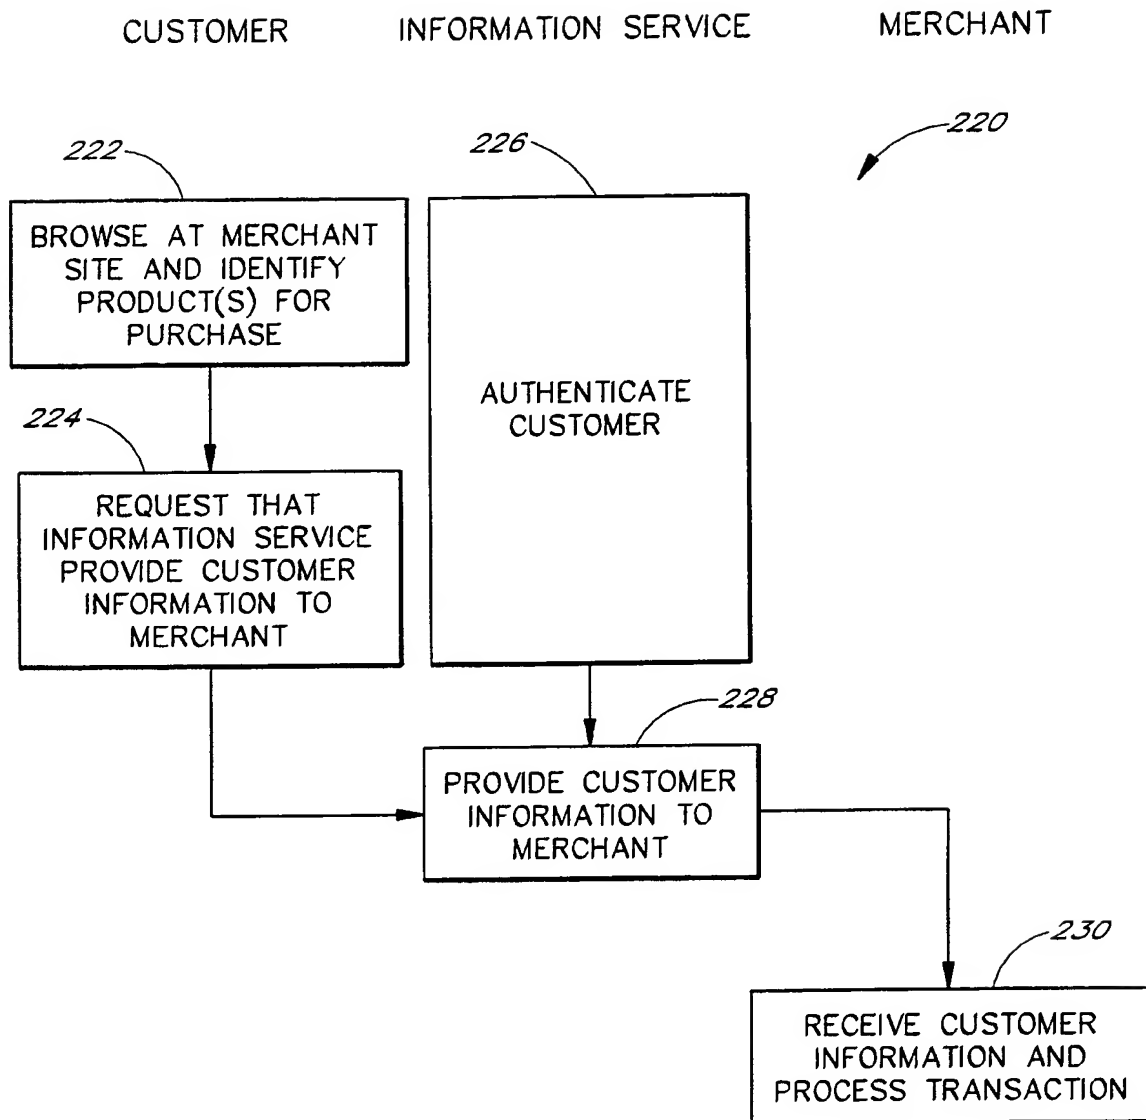 CUSTOMER INFORMATION SERVICE MERCHANT
220
222
226
BROWSE AT MERCHANT
SITE AND IDENTIFY
PRODUCT(S) FOR
PURCHASE
AUTHENTICATE
CUSTOMER
224
REQUEST THAT
INFORMATION SERVICE
PROVIDE CUSTOMER
INFORMATION TO
MERCHANT
228
PROVIDE CUSTOMER
INFORMATION TO
MERCHANT
230
RECEIVE CUSTOMER
INFORMATION AND
PROCESS TRANSACTION